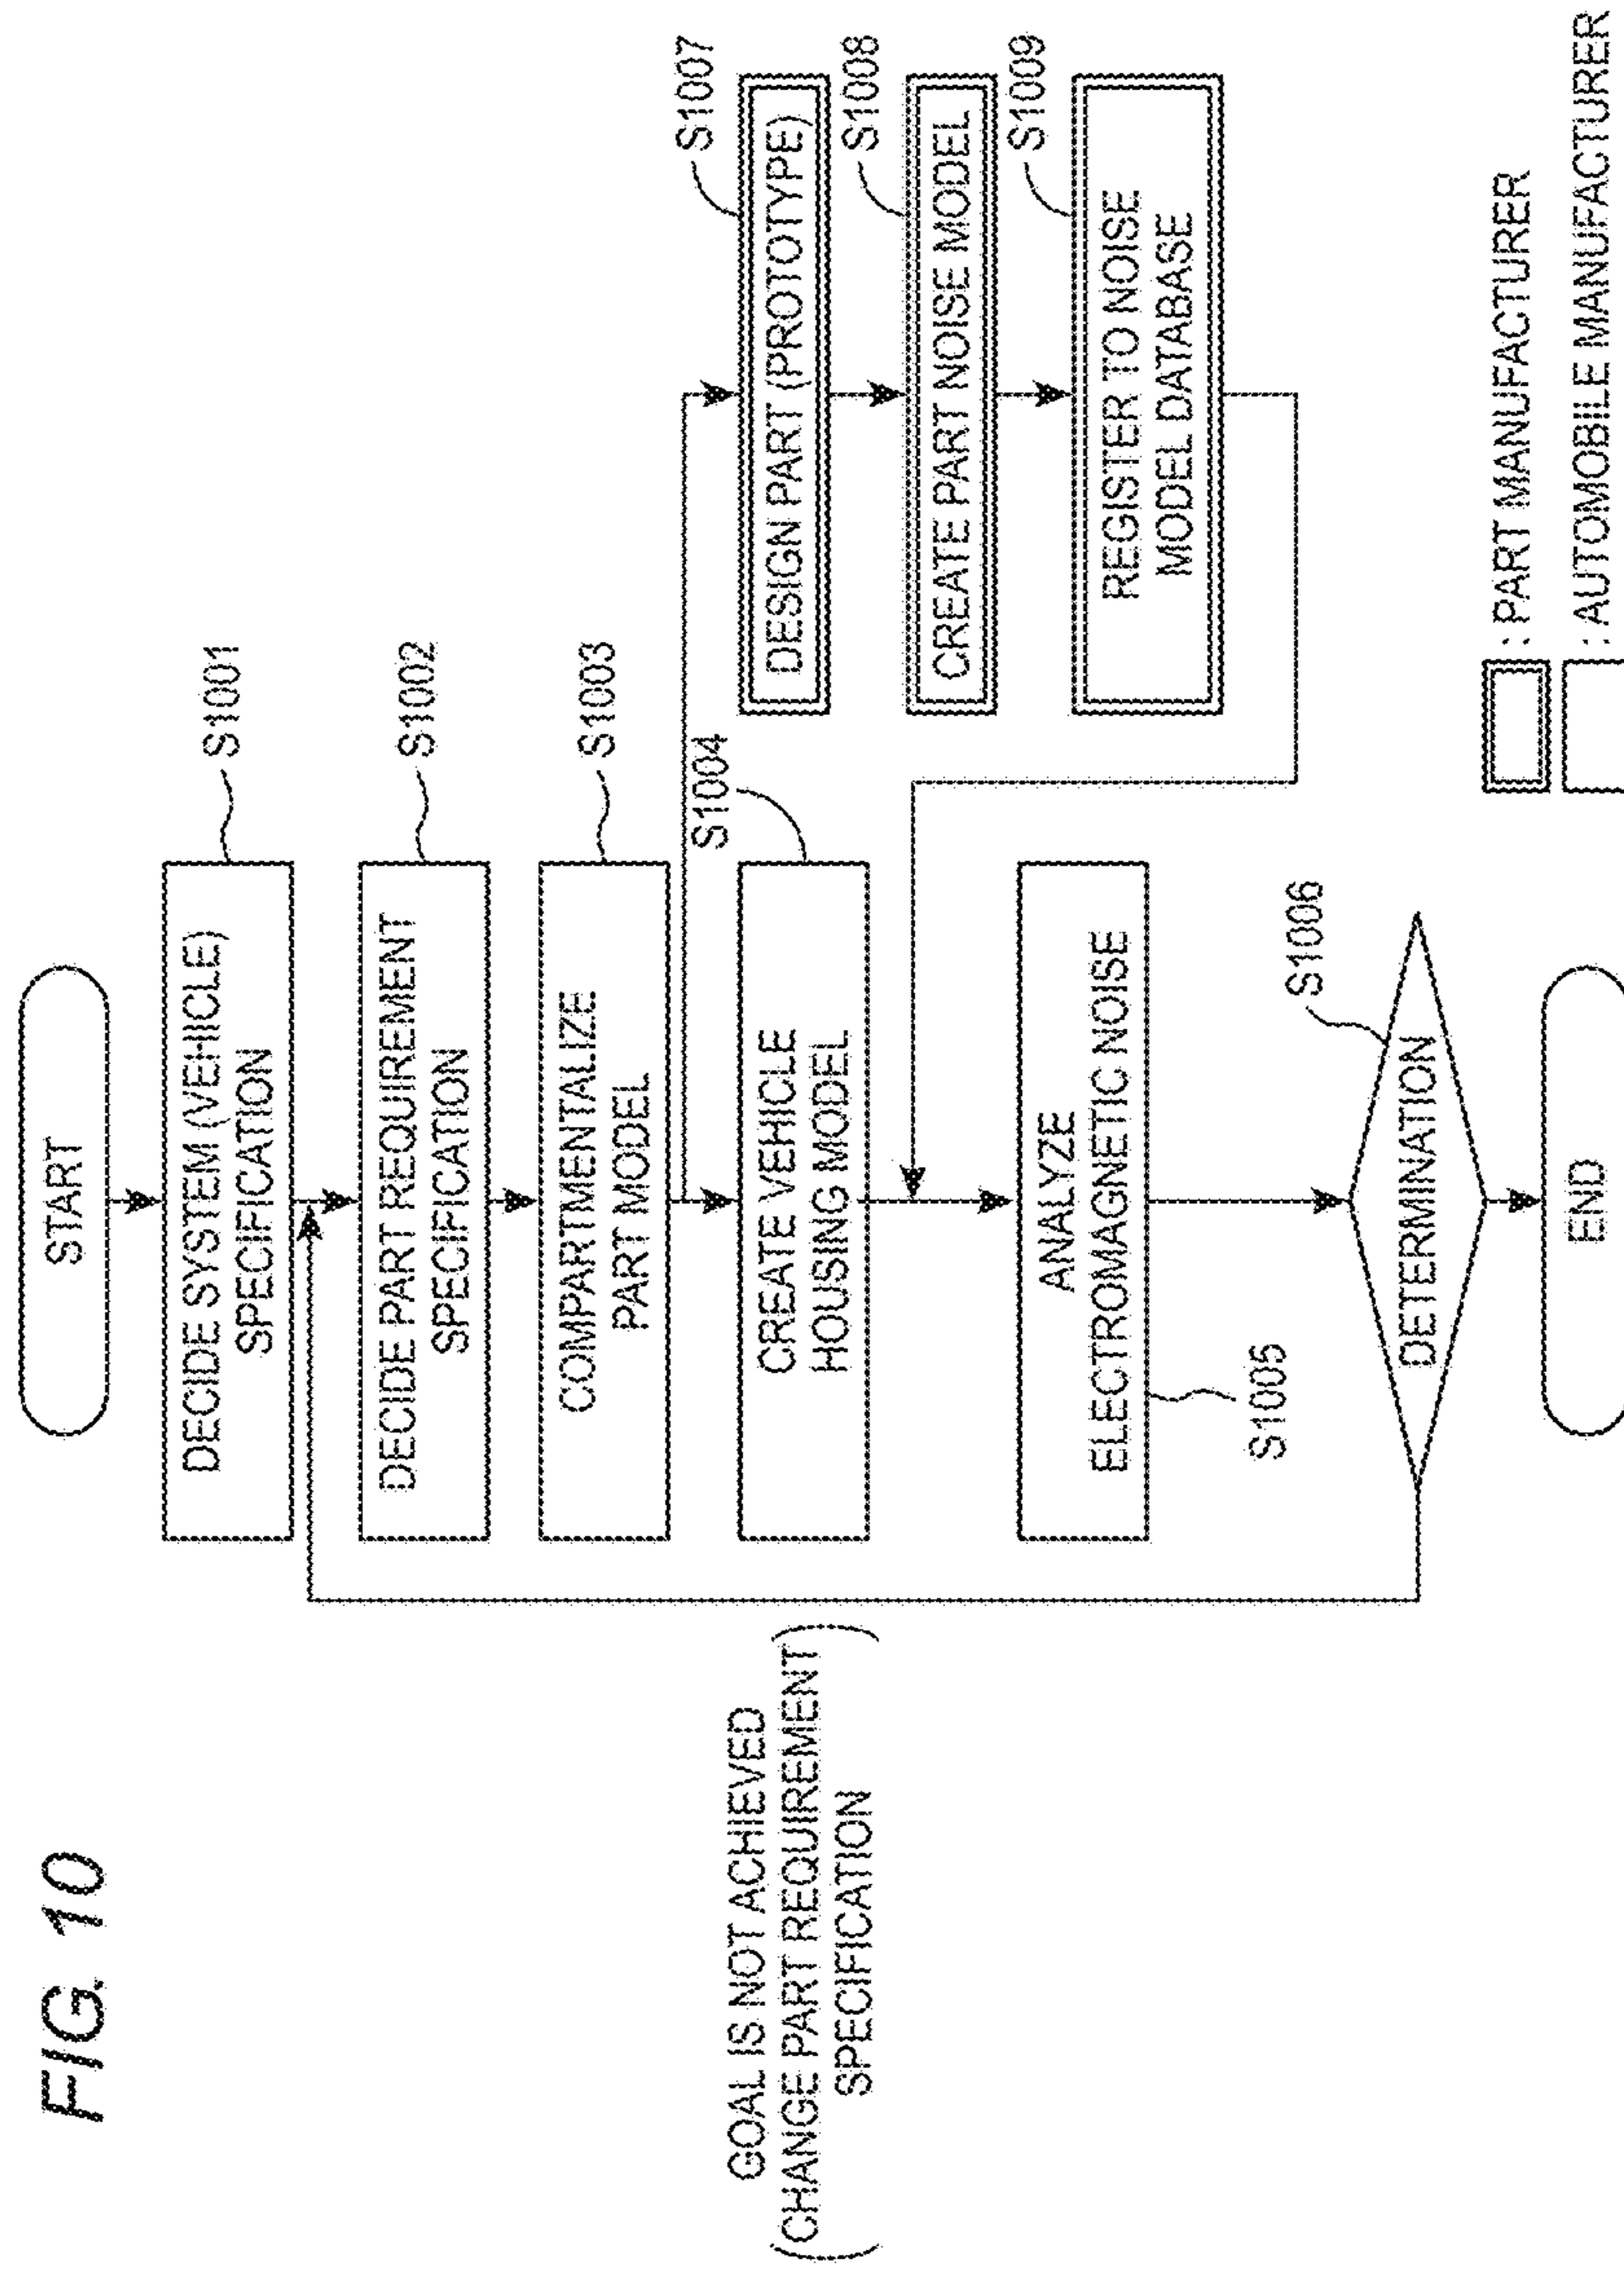 FIG. 10
START
DECIDE SYSTEM (VEHICLE)
SPECIFICATION
S1001
DECIDE PART REQUIREMENT
SPECIFICATION
S1002
COMPARTMENTALIZE
PART MODEL
S1003
CREATE VEHICLE
HOUSING MODEL
S1004
DESIGN PART (PROTOTYPE)
S1007
CREATE PART NOISE MODEL
S1008
REGISTER TO NOISE
MODEL DATABASE
S1009
GOAL IS NOT ACHIEVED
(CHANGE PART REQUIREMENT
SPECIFICATION)
ANALYZE
ELECTROMAGNETIC NOISE
S1005
DETERMINATION
S1006
END
: PART MANUFACTURER
: AUTOMOBILE MANUFACTURER